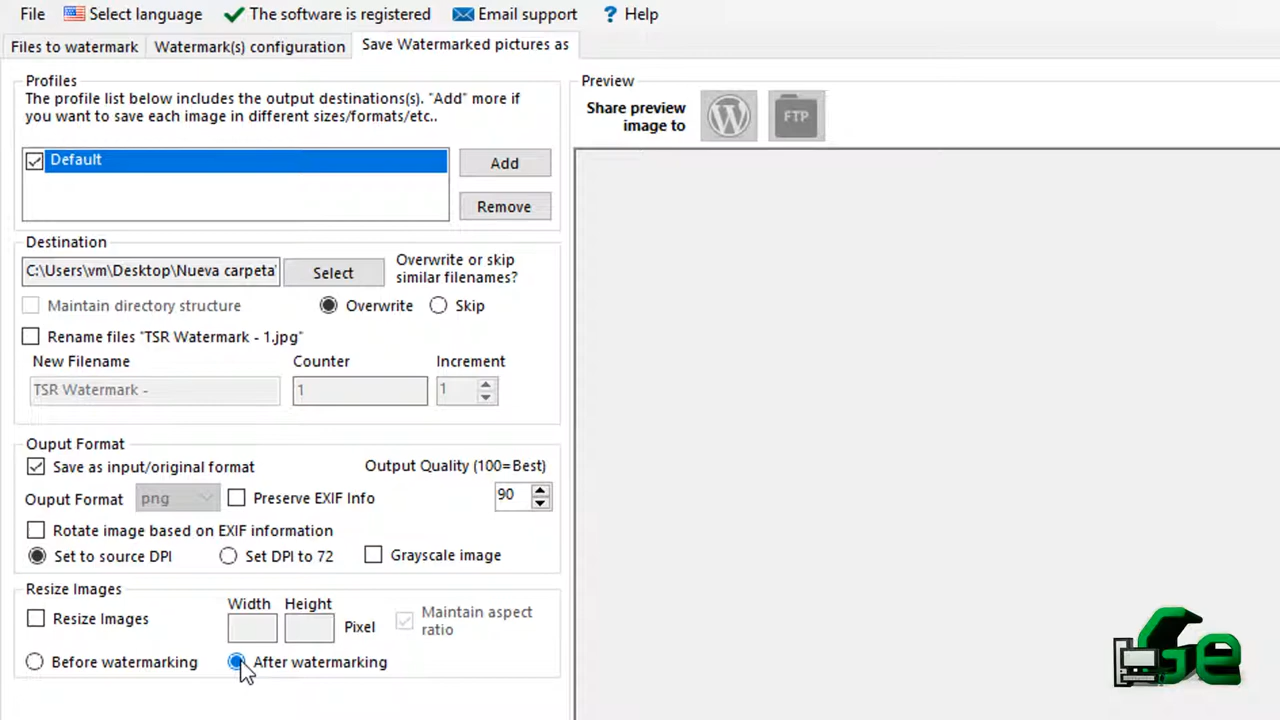 File Select language The software is registered Email support ? Help
Files to watermark Watermark(s) configuration Save Watermarked pictures as
Profiles
The profile list below includes the output destinations(s). "Add" more if
you want to save each image in different sizes/formats/etc..
Default
Add
Remove
Destination
C:\Users\vm\Desktop\Nueva carpeta'
Select
Overwrite or skip
similar filenames?
Maintain directory structure
Overwrite Skip
Rename files "TSR Watermark - 1.jpg"
New Filename Counter Increment
TSR Watermark - 1 1
Ouput Format
Save as input/original format Output Quality (100=Best)
Ouput Format png Preserve EXIF Info 90
Rotate image based on EXIF information
Set to source DPI Set DPI to 72 Grayscale image
Resize Images
Width Height
Resize Images Pixel
Maintain aspect
ratio
Before watermarking After watermarking
Preview
Share preview
image to
W FTP
Ge